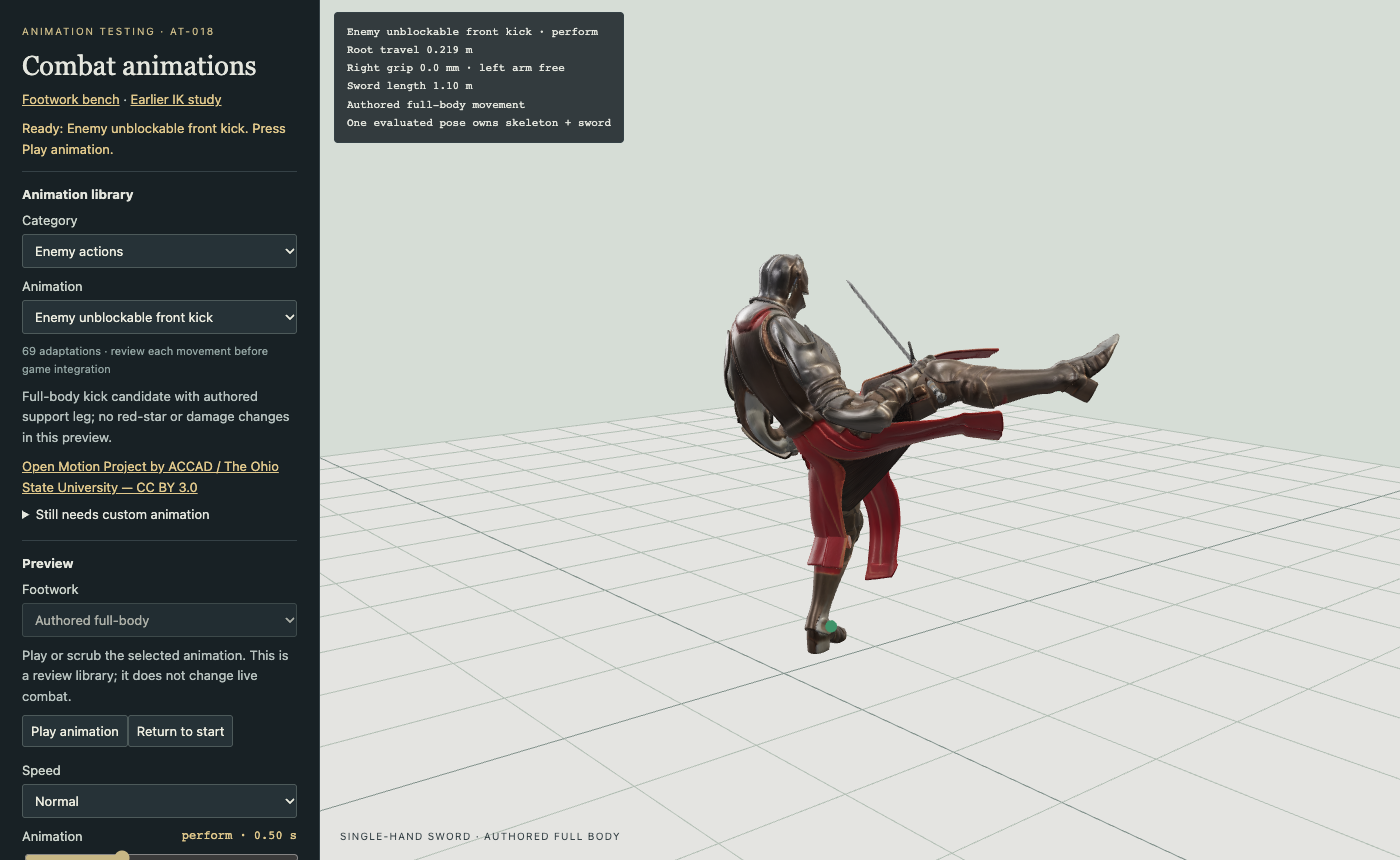 ANIMATION TESTING · AT-018
Combat animations
Footwork bench · Earlier IK study
Ready: Enemy unblockable front kick. Press
Play animation.
Animation library
Category
Enemy actions
Animation
Enemy unblockable front kick
69 adaptations · review each movement before
game integration
Full-body kick candidate with authored
support leg; no red-star or damage changes
in this preview.
Open Motion Project by ACCAD / The Ohio
State University — CC BY 3.0
Still needs custom animation
Preview
Footwork
Authored full-body
Play or scrub the selected animation. This is
a review library; it does not change live
combat.
Play animation Return to start
Speed
Normal
Animation perform · 0.50 s
Enemy unblockable front kick · perform
Root travel 0.219 m
Right grip 0.0 mm · left arm free
Sword length 1.10 m
Authored full-body movement
One evaluated pose owns skeleton + sword
SINGLE-HAND SWORD · AUTHORED FULL BODY